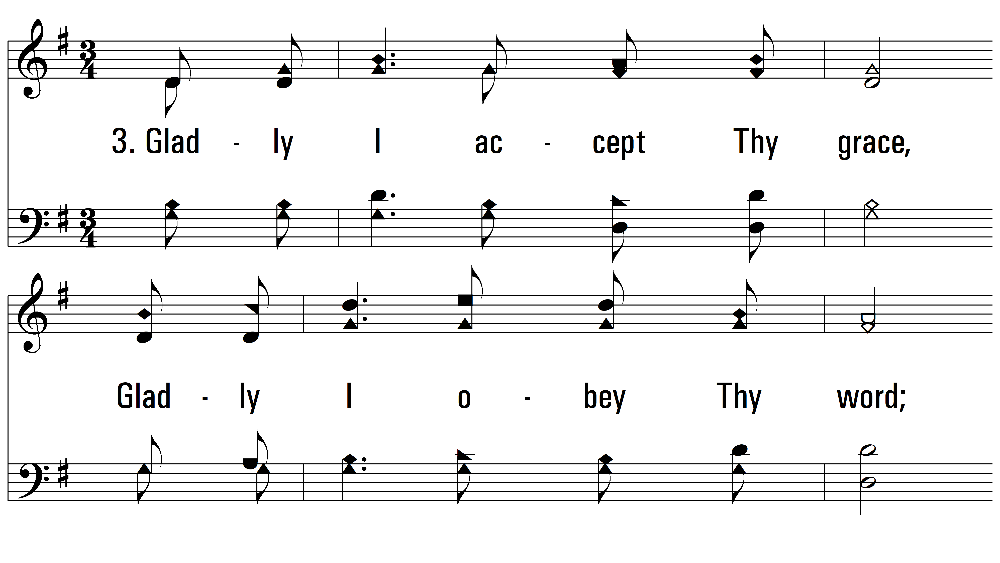 3. Glad - ly I ac - cept Thy grace,
Glad - ly I o - bey Thy word;